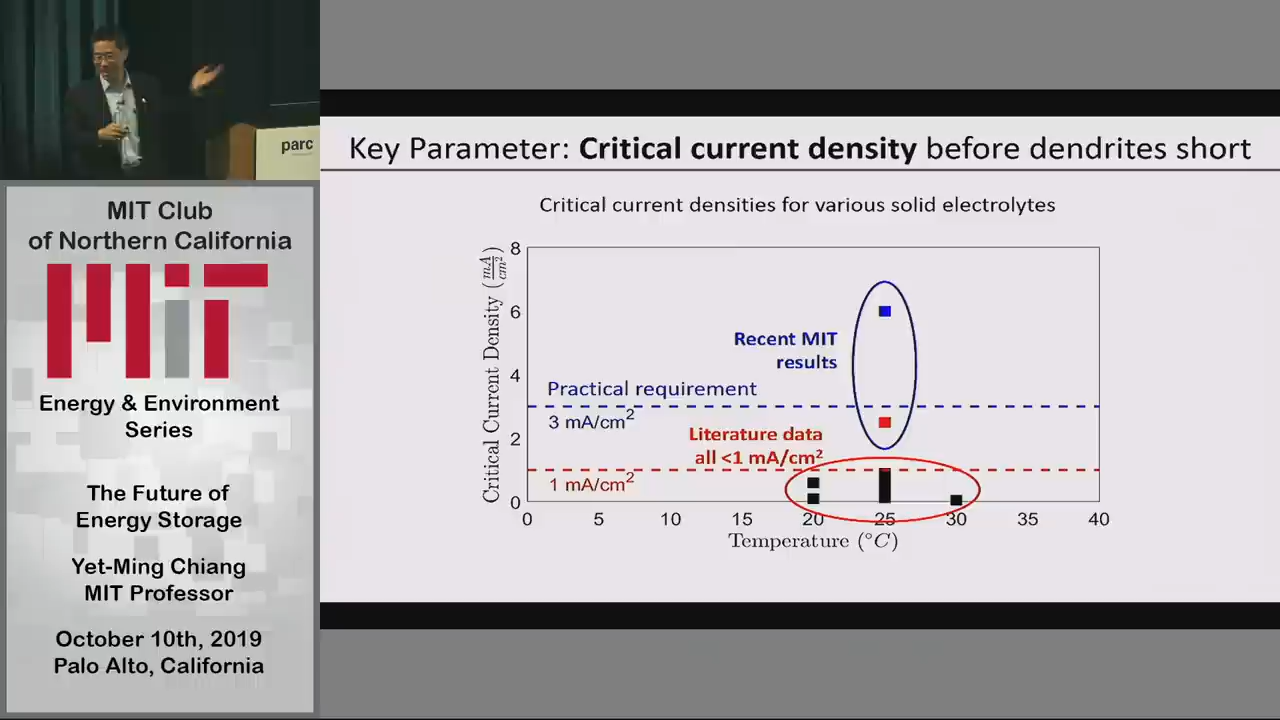 parc
MIT Club
of Northern California
MIT
Energy & Environment
Series
The Future of
Energy Storage
Yet-Ming Chiang
MIT Professor
October 10th, 2019
Palo Alto, California
Key Parameter: Critical current density before dendrites short
Critical current densities for various solid electrolytes
Critical Current Density (mA/cm²)
8
6
4
2
0
Recent MIT
results
Practical requirement
3 mA/cm²
Literature data
all <1 mA/cm²
1 mA/cm²
0 5 10 15 20 25 30 35 40
Temperature (°C)